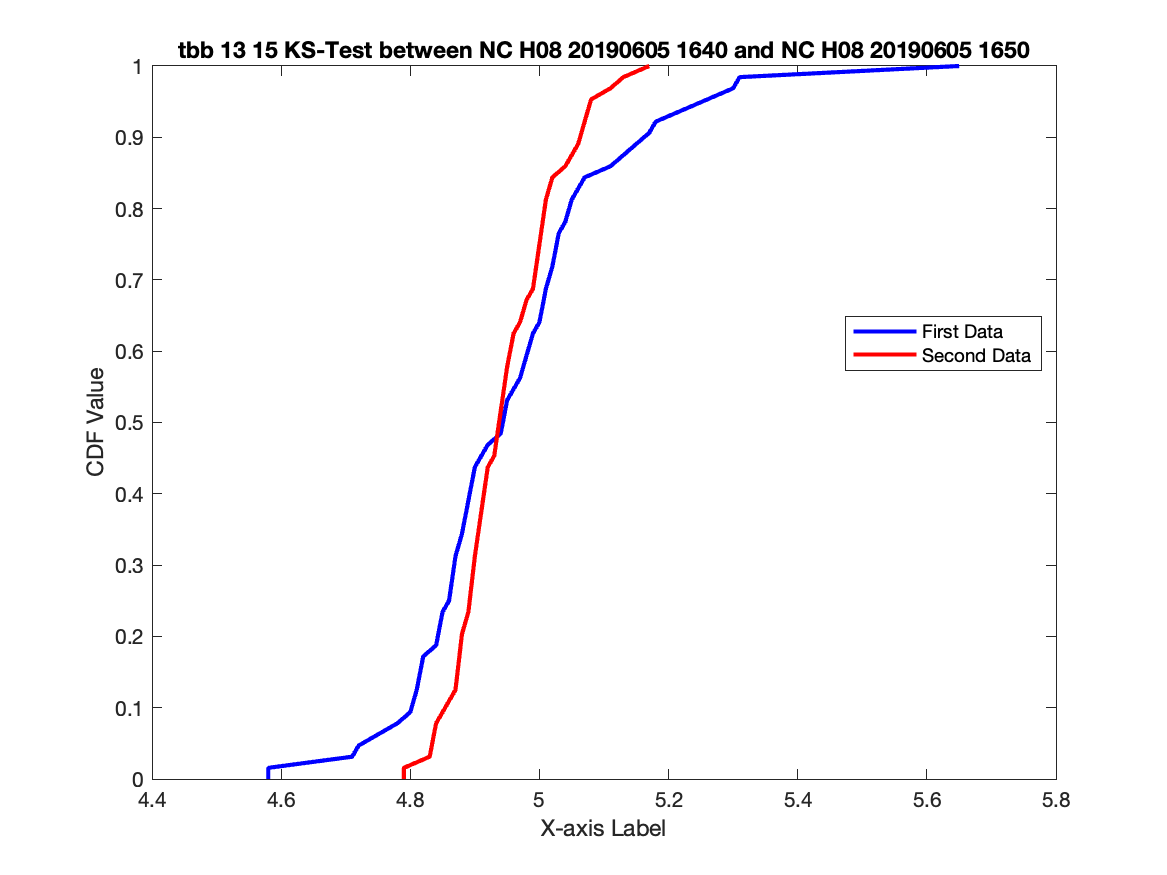 tbb 13 15 KS-Test between NC H08 20190605 1640 and NC H08 20190605 1650
1
0.9
0.8
0.7
0.6
0.5
0.4
0.3
0.2
0.1
0
CDF Value
First Data
Second Data
4.4 4.6 4.8 5 5.2 5.4 5.6 5.8
X-axis Label